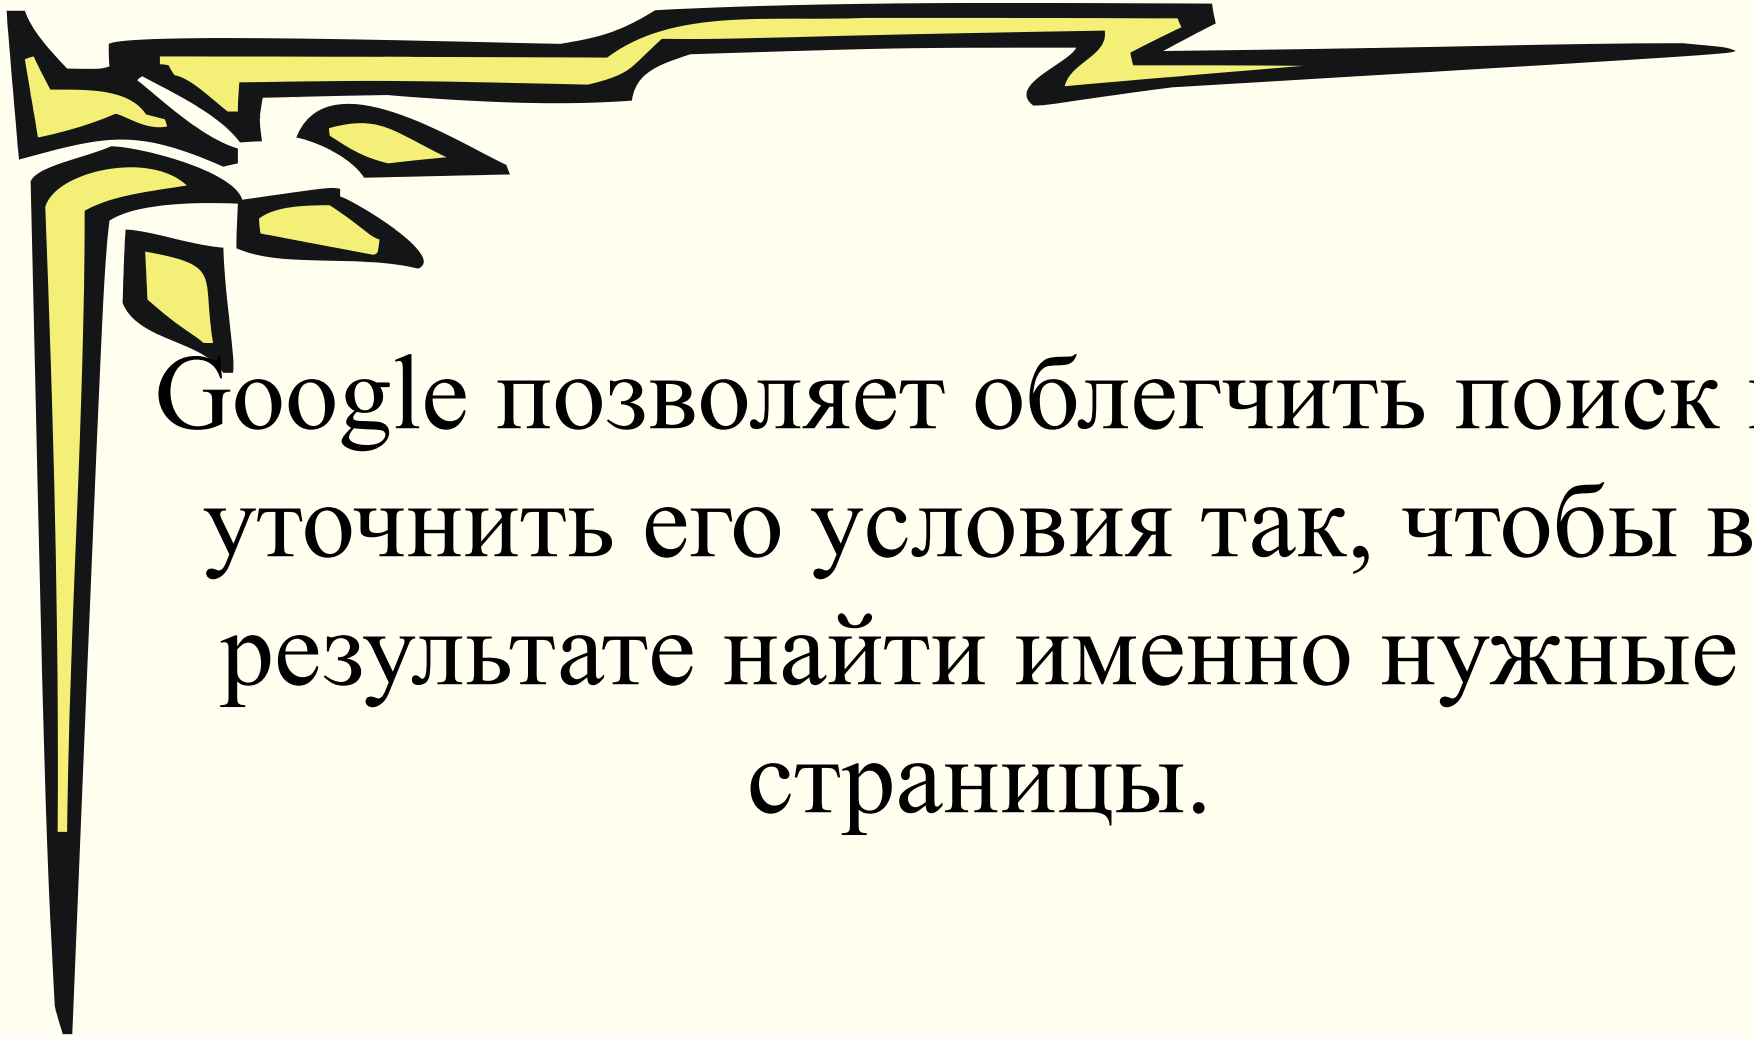 Google позволяет облегчить поиск
уточнить его условия так, чтобы в
результате найти именно нужные
страницы.